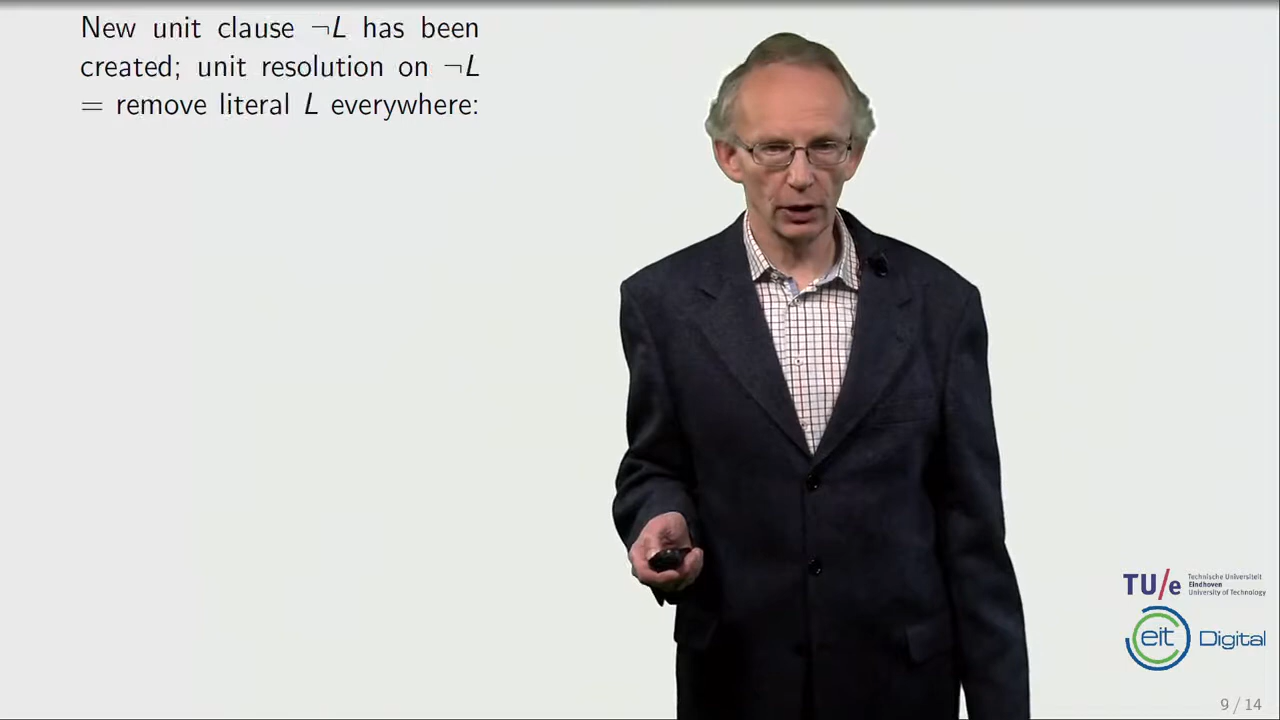 New unit clause ¬L has been
created; unit resolution on ¬L
= remove literal L everywhere:
TU/e Technische Universiteit
Eindhoven
University of Technology
eit Digital
9 / 14